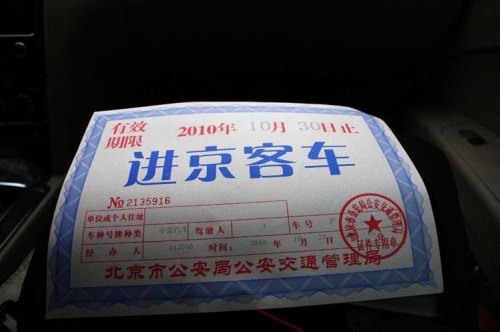 有效期限 2010年 10月 30日止
进京客车
№2135916
单位或个人住址
车种号牌种类 小型汽车 驾驶人 车号
经办人 012010 时间: 2010 年 月
北京市公安局公安交通管理局